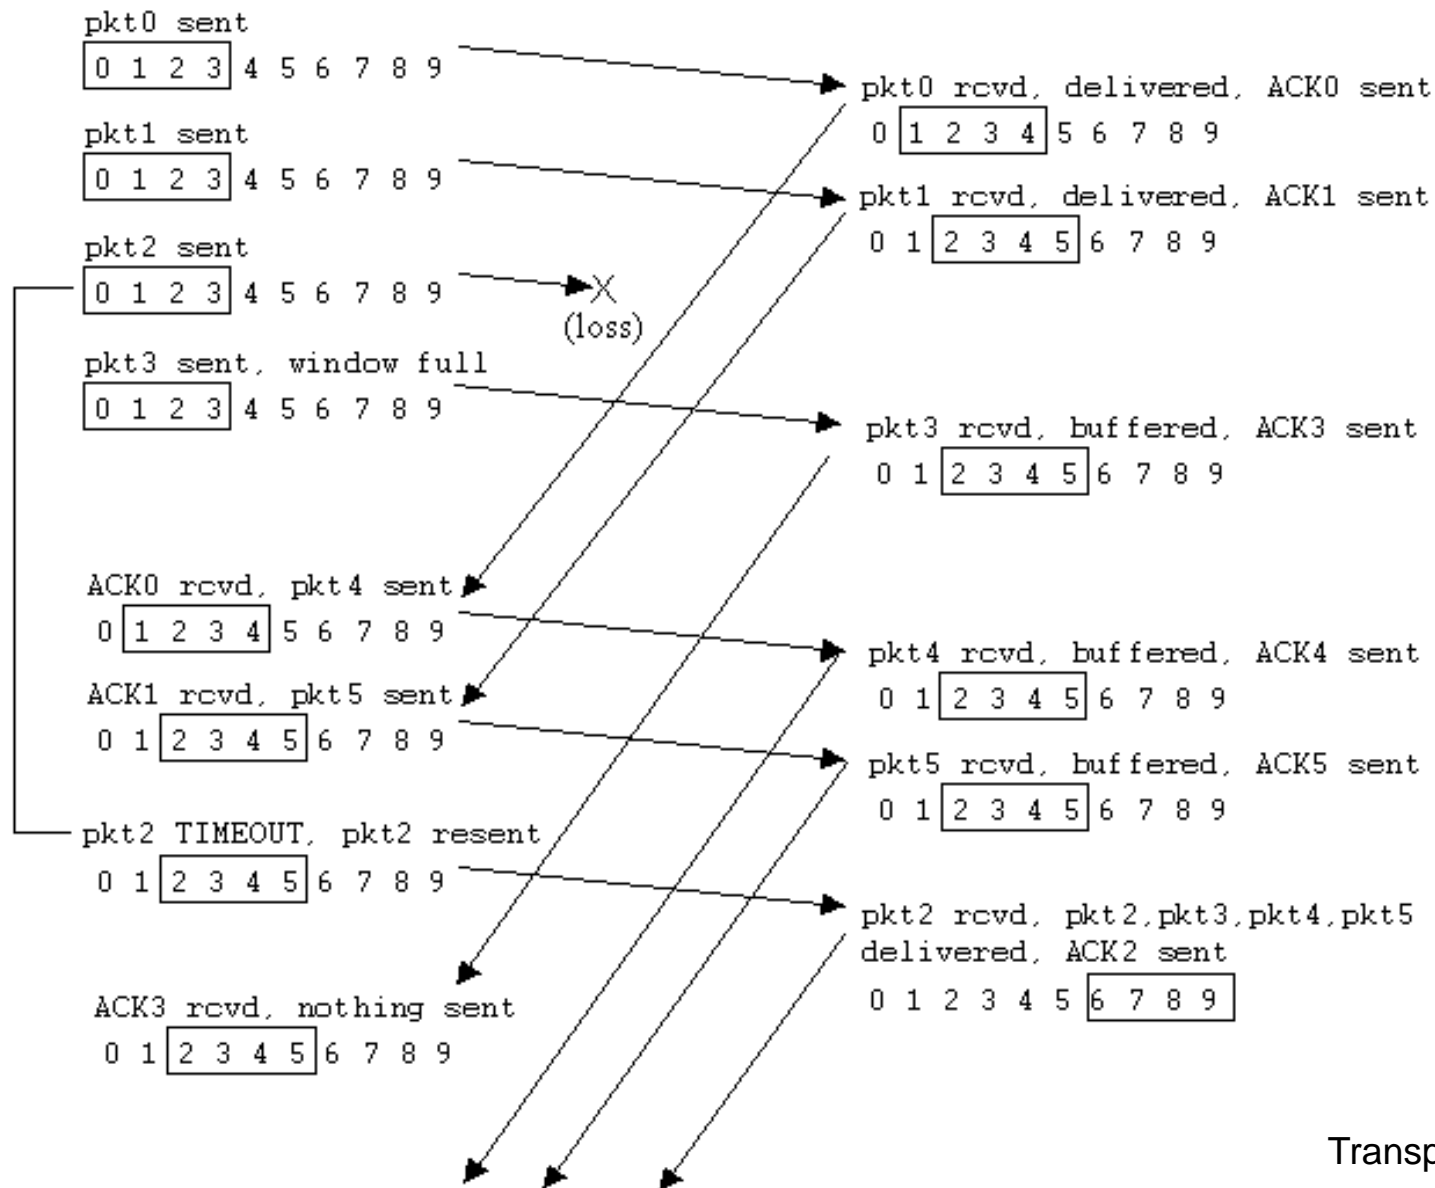 pkt0 sent
0 1 2 3 4 5 6 7 8 9
pkt0 rcvd, delivered, ACK0 sent
0 1 2 3 4 5 6 7 8 9
pkt1 sent
0 1 2 3 4 5 6 7 8 9
pkt1 rcvd, delivered, ACK1 sent
0 1 2 3 4 5 6 7 8 9
pkt2 sent
0 1 2 3 4 5 6 7 8 9
X
(loss)
pkt3 sent, window full
0 1 2 3 4 5 6 7 8 9
pkt3 rcvd, buffered, ACK3 sent
0 1 2 3 4 5 6 7 8 9
ACK0 rcvd, pkt4 sent
0 1 2 3 4 5 6 7 8 9
pkt4 rcvd, buffered, ACK4 sent
0 1 2 3 4 5 6 7 8 9
ACK1 rcvd, pkt5 sent
0 1 2 3 4 5 6 7 8 9
pkt5 rcvd, buffered, ACK5 sent
0 1 2 3 4 5 6 7 8 9
pkt2 TIMEOUT, pkt2 resent
0 1 2 3 4 5 6 7 8 9
pkt2 rcvd, pkt2,pkt3,pkt4,pkt5
delivered, ACK2 sent
0 1 2 3 4 5 6 7 8 9
ACK3 rcvd, nothing sent
0 1 2 3 4 5 6 7 8 9
Transp